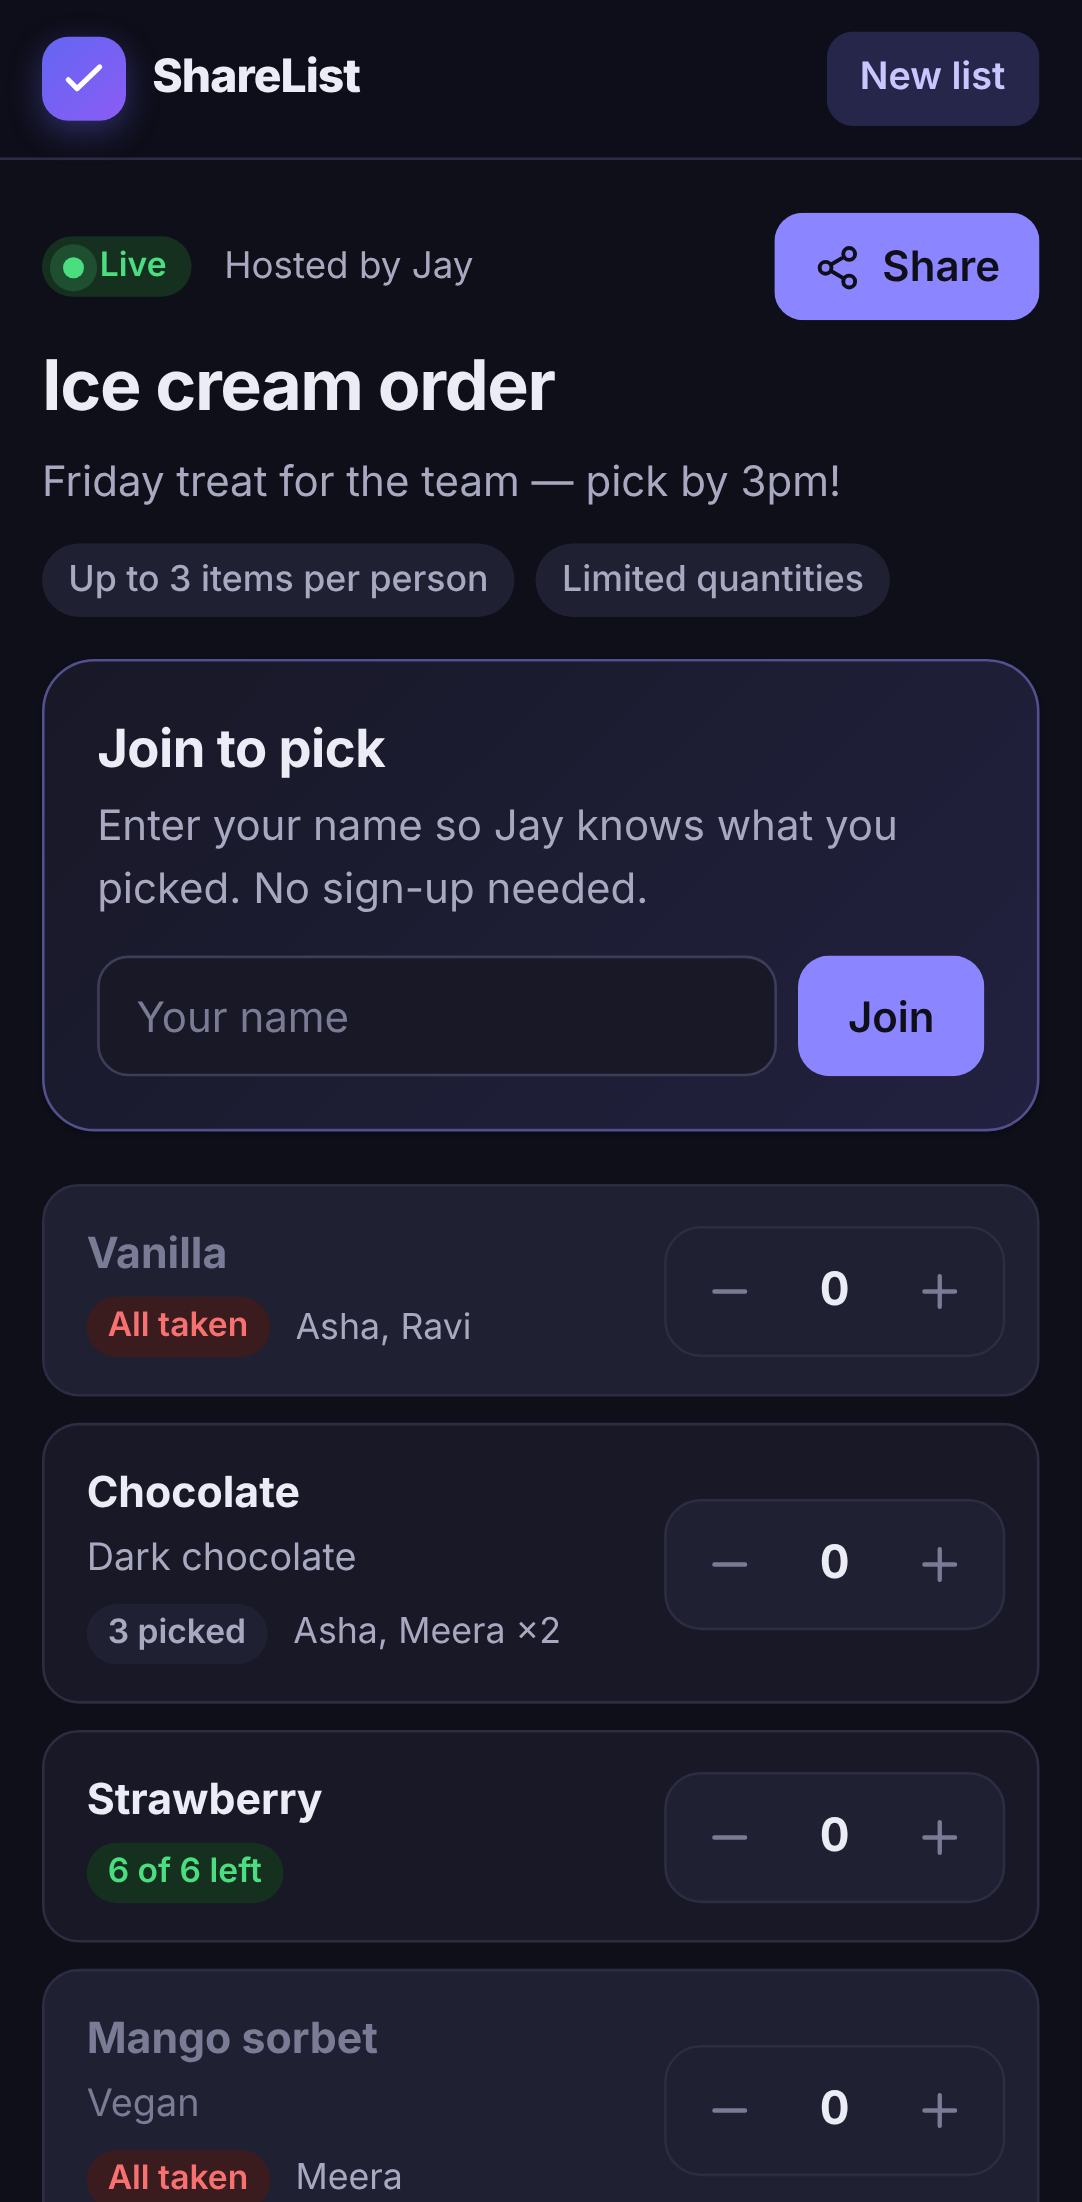 ShareList
New list
Live
Hosted by Jay
Share
Ice cream order
Friday treat for the team — pick by 3pm!
Up to 3 items per person
Limited quantities
Join to pick
Enter your name so Jay knows what you
picked. No sign-up needed.
Your name
Join
Vanilla
All taken
Asha, Ravi
0
Chocolate
Dark chocolate
3 picked
Asha, Meera ×2
0
Strawberry
6 of 6 left
0
Mango sorbet
Vegan
All taken
Meera
0